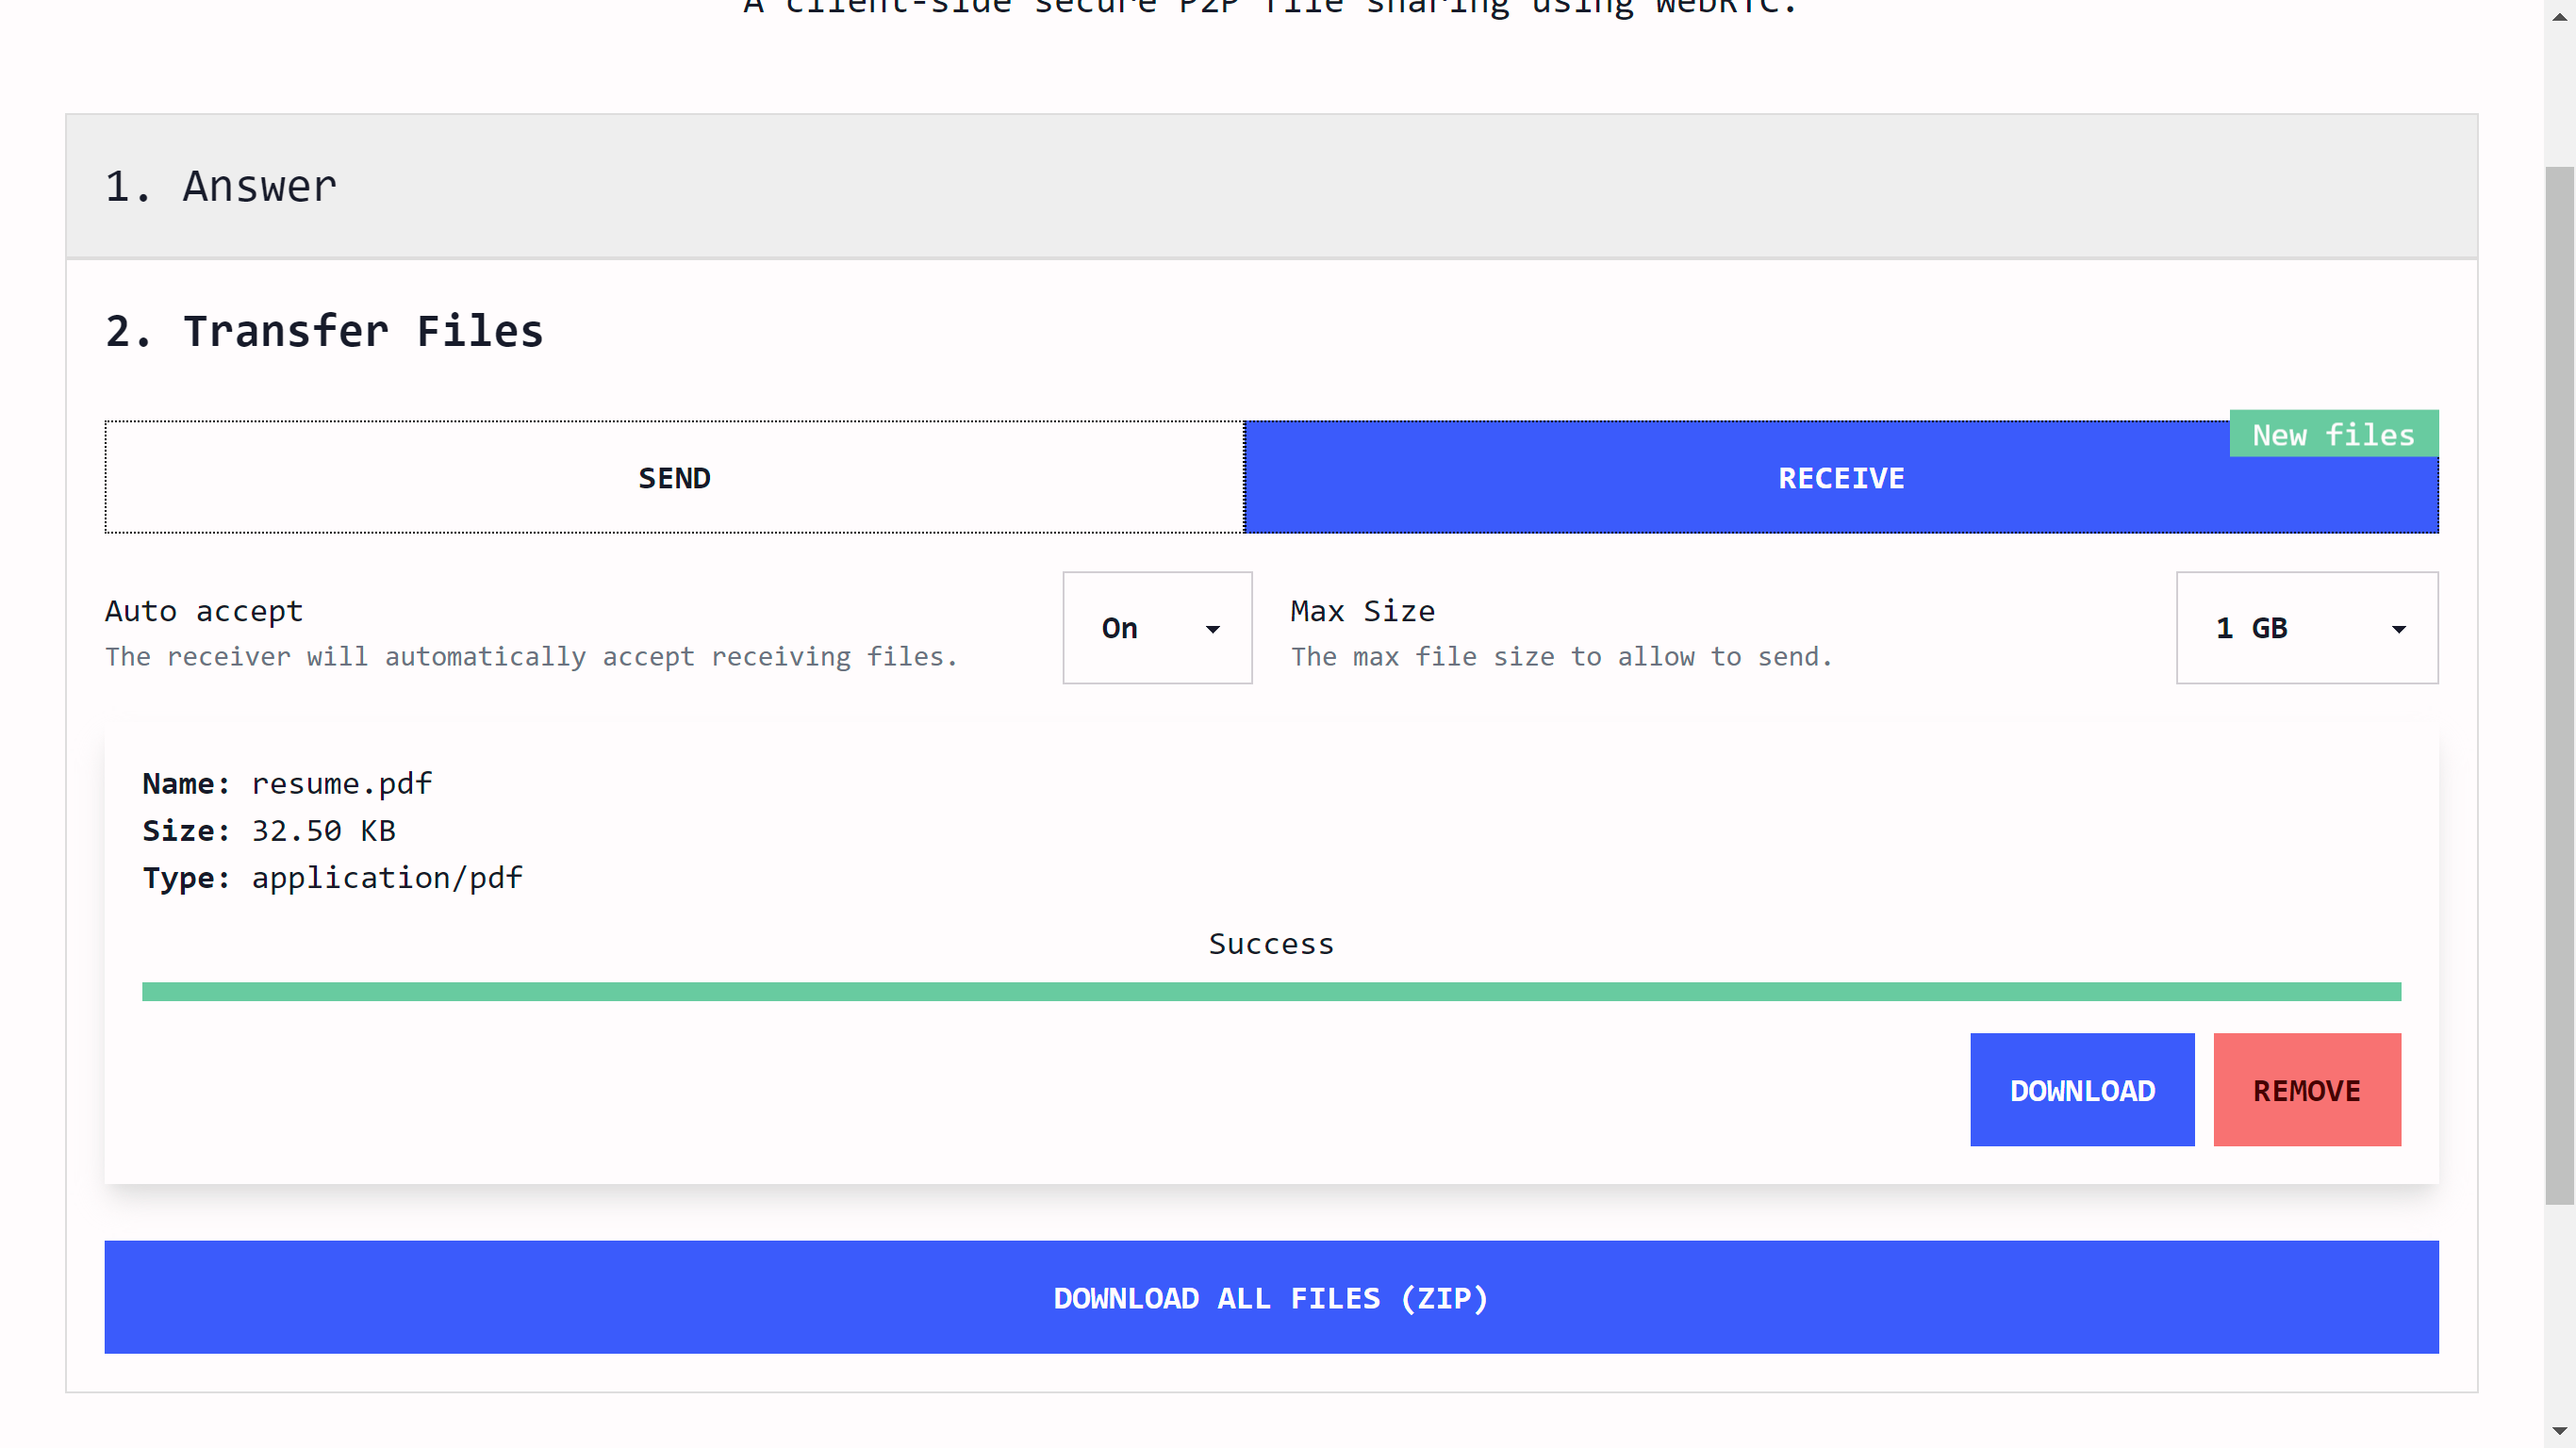 A client-side secure P2P file sharing using WebRTC.
1. Answer
2. Transfer Files
New files
SEND
RECEIVE
Auto accept
The receiver will automatically accept receiving files.
On
Max Size
The max file size to allow to send.
1 GB
Name: resume.pdf
Size: 32.50 KB
Type: application/pdf
Success
DOWNLOAD
REMOVE
DOWNLOAD ALL FILES (ZIP)